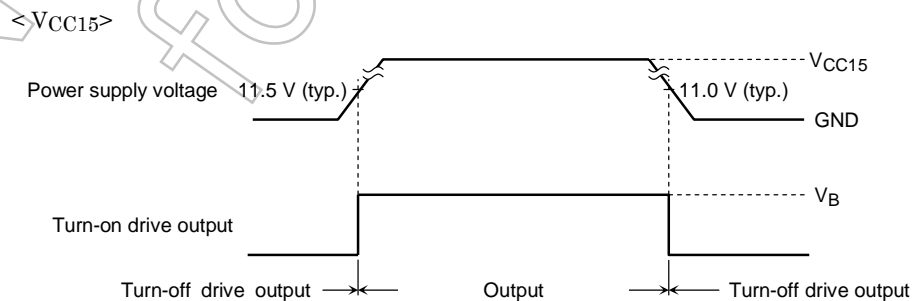 < VCC15>
VCC15
Power supply voltage 11.5 V (typ.) 11.0 V (typ.)
GND
VB
Turn-on drive output
Turn-off drive output Output Turn-off drive output